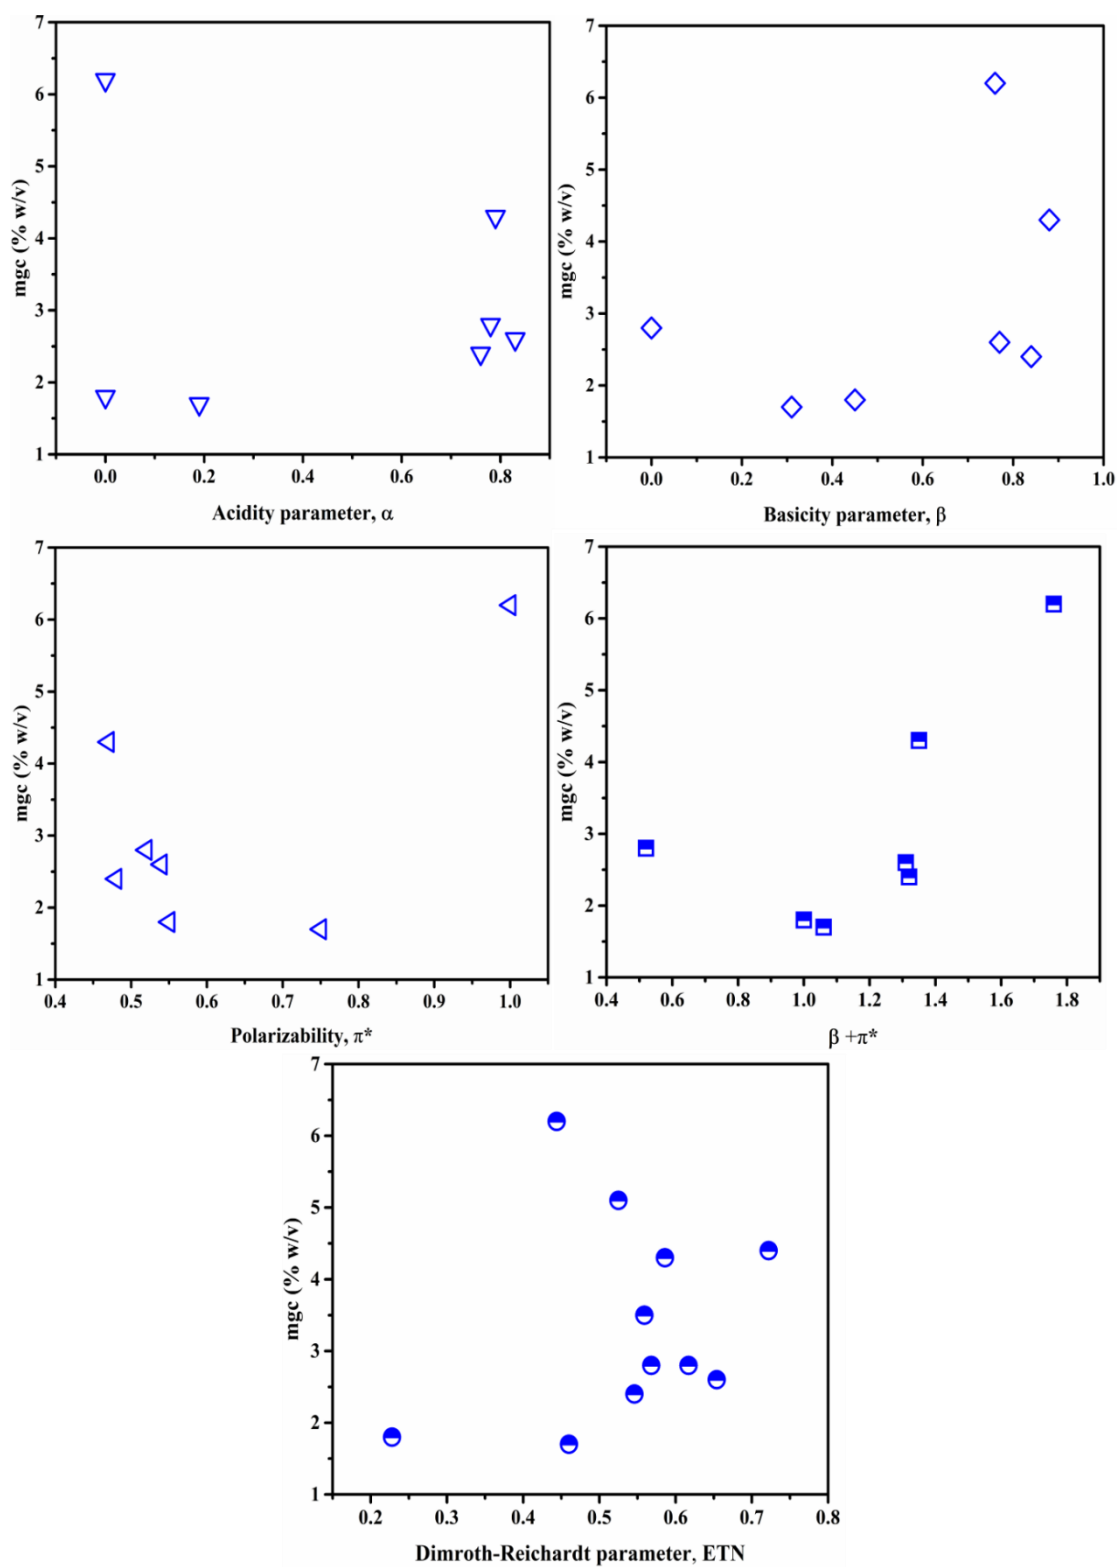 7
6
5
4
3
2
1
mgc (% w/v)
0.0 0.2 0.4 0.6 0.8
Acidity parameter, α
7
6
5
4
3
2
1
mgc (% w/v)
0.0 0.2 0.4 0.6 0.8 1.0
Basicity parameter, β
7
6
5
4
3
2
1
mgc (% w/v)
0.4 0.5 0.6 0.7 0.8 0.9 1.0
Polarizability, π*
7
6
5
4
3
2
1
mgc (% w/v)
0.4 0.6 0.8 1.0 1.2 1.4 1.6 1.8
β +π*
7
6
5
4
3
2
1
mgc (% w/v)
0.2 0.3 0.4 0.5 0.6 0.7 0.8
Dimroth-Reichardt parameter, ETN